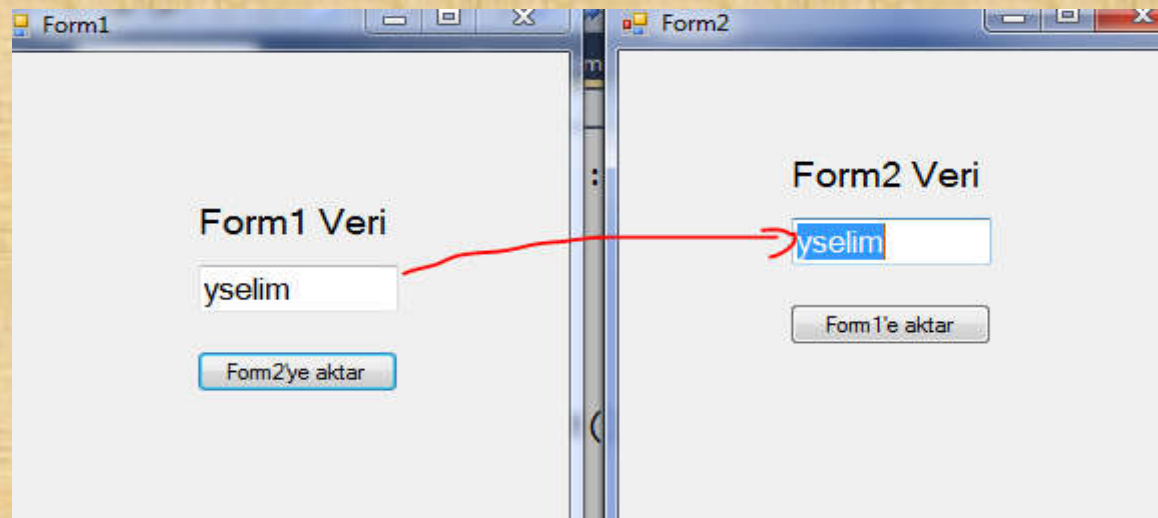 Form1
Form1 Veri
yselim
Form2'ye aktar
m
:
(
Form2
Form2 Veri
yselim
Form1'e aktar